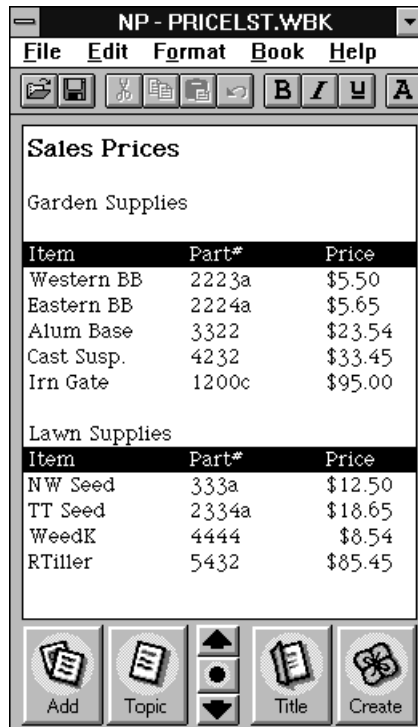 NP - PRICELST.WBK
File Edit Format Book Help
B I U A
Sales Prices
Garden Supplies
Item Part# Price
Western BB 2223a $5.50
Eastern BB 2224a $5.65
Alum Base 3322 $23.54
Cast Susp. 4232 $33.45
Irn Gate 1200c $95.00
Lawn Supplies
Item Part# Price
NW Seed 333a $12.50
TT Seed 2334a $18.65
WeedK 4444 $8.54
RTiller 5432 $85.45
Add Topic Title Create